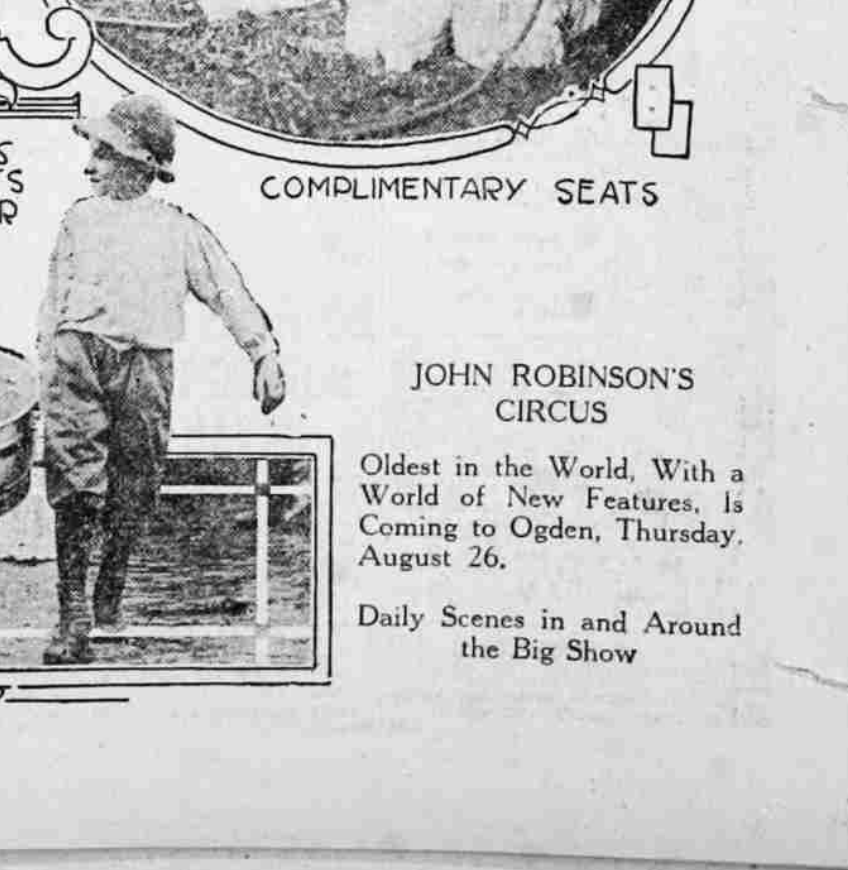 S
'S
R
COMPLIMENTARY SEATS
JOHN ROBINSON'S
CIRCUS
Oldest in the World, With a
World of New Features, Is
Coming to Ogden, Thursday,
August 26.
Daily Scenes in and Around
the Big Show